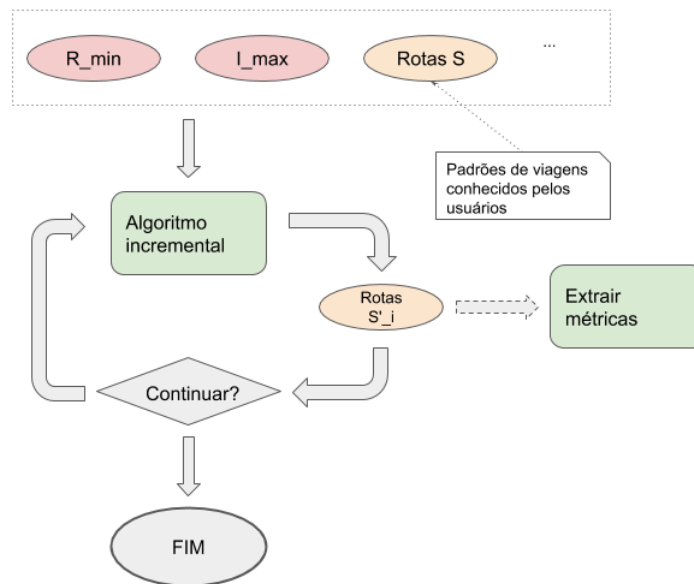 R_min
I_max
Rotas S
...
Padrões de viagens
conhecidos pelos
usuários
Algoritmo
incremental
Rotas
S'_i
Extrair
métricas
Continuar?
FIM